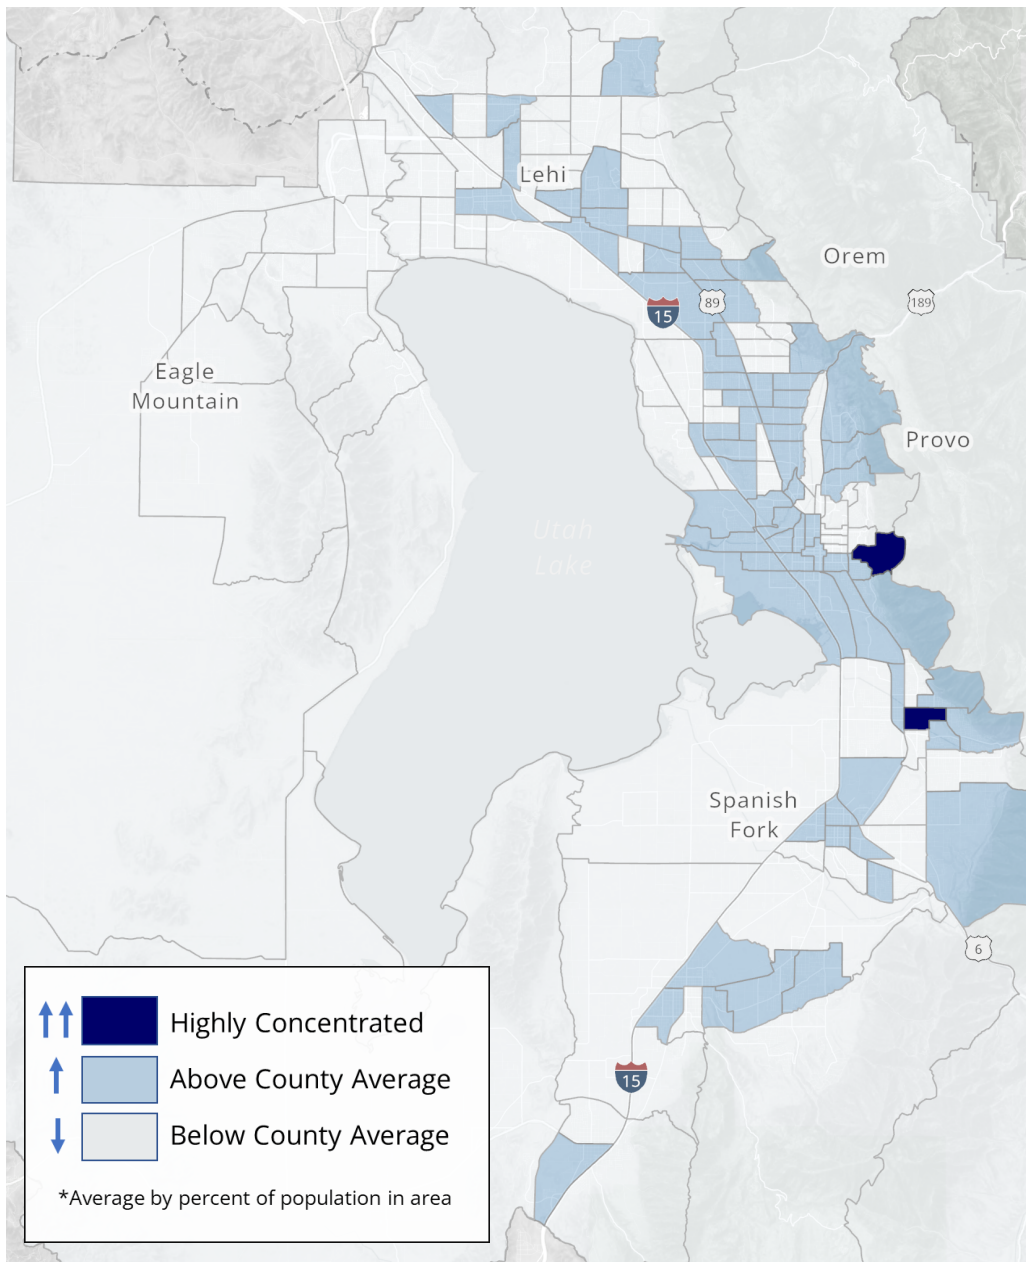 Lehi
Orem
89
189
15
Eagle
Mountain
Provo
Utah
Lake
Spanish
Fork
6
15
Highly Concentrated
Above County Average
Below County Average
*Average by percent of population in area